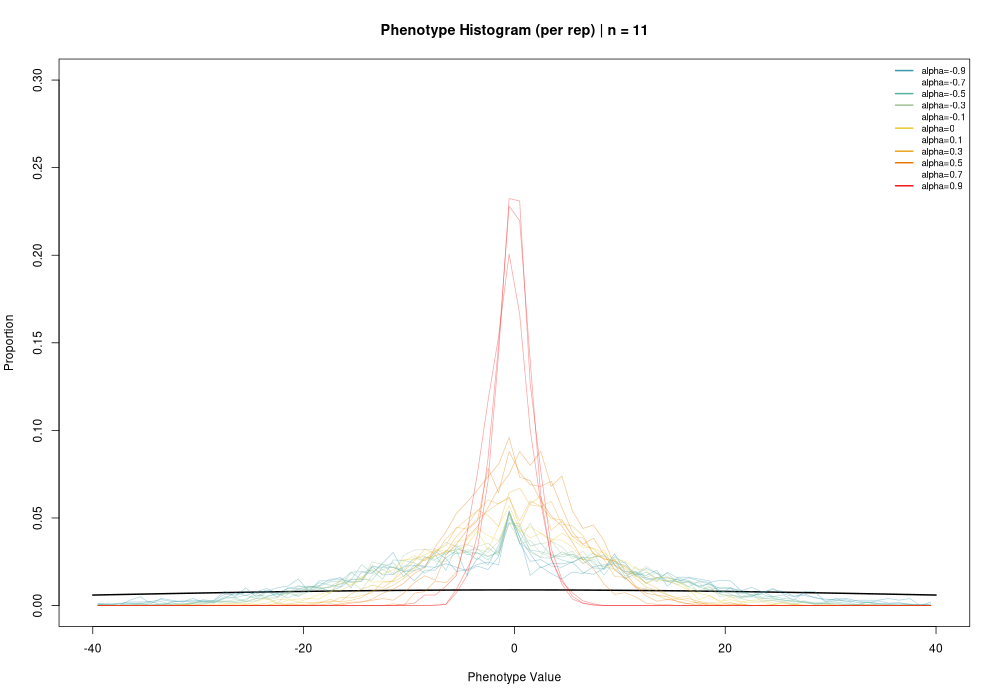 Phenotype Histogram (per rep) | n = 11
0.30
0.25
0.20
0.15
0.10
0.05
0.00
Proportion
-40
-20
0
20
40
Phenotype Value
alpha=-0.9
alpha=-0.7
alpha=-0.5
alpha=-0.3
alpha=-0.1
alpha=0
alpha=0.1
alpha=0.3
alpha=0.5
alpha=0.7
alpha=0.9